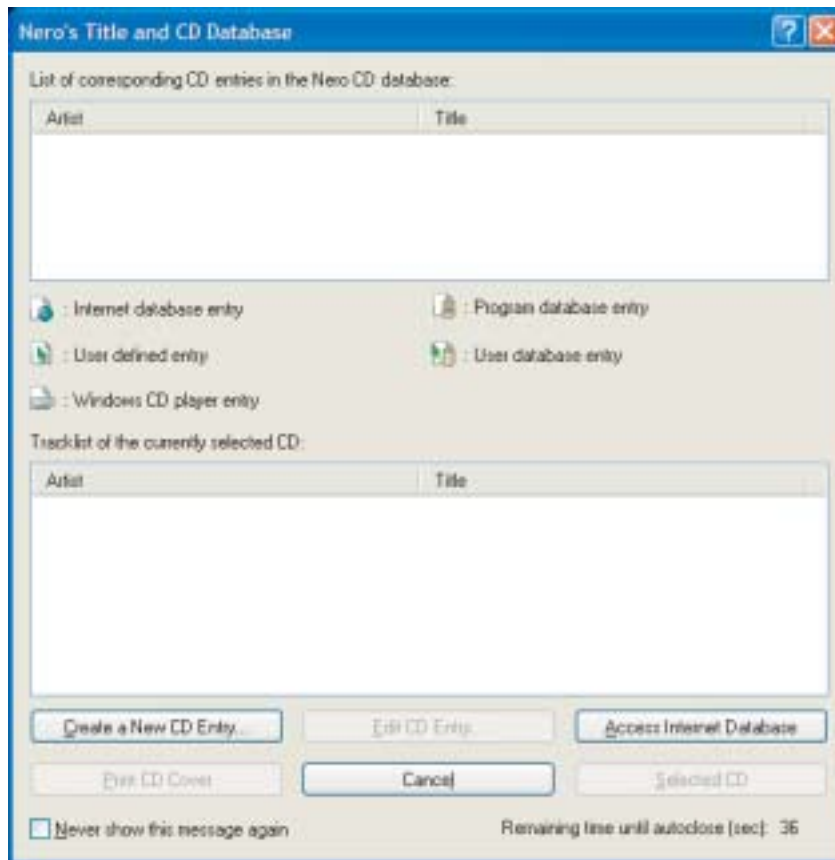 Nero's Title and CD Database
List of corresponding CD entries in the Nero CD database:
Artist Title
: Internet database entry : Program database entry
: User defined entry : User database entry
: Windows CD player entry
Tracklist of the currently selected CD:
Artist Title
Create a New CD Entry... Edit CD Entry... Access Internet Database
Print CD Cover Cancel Selected CD
Never show this message again Remaining time until autoclose (sec): 36